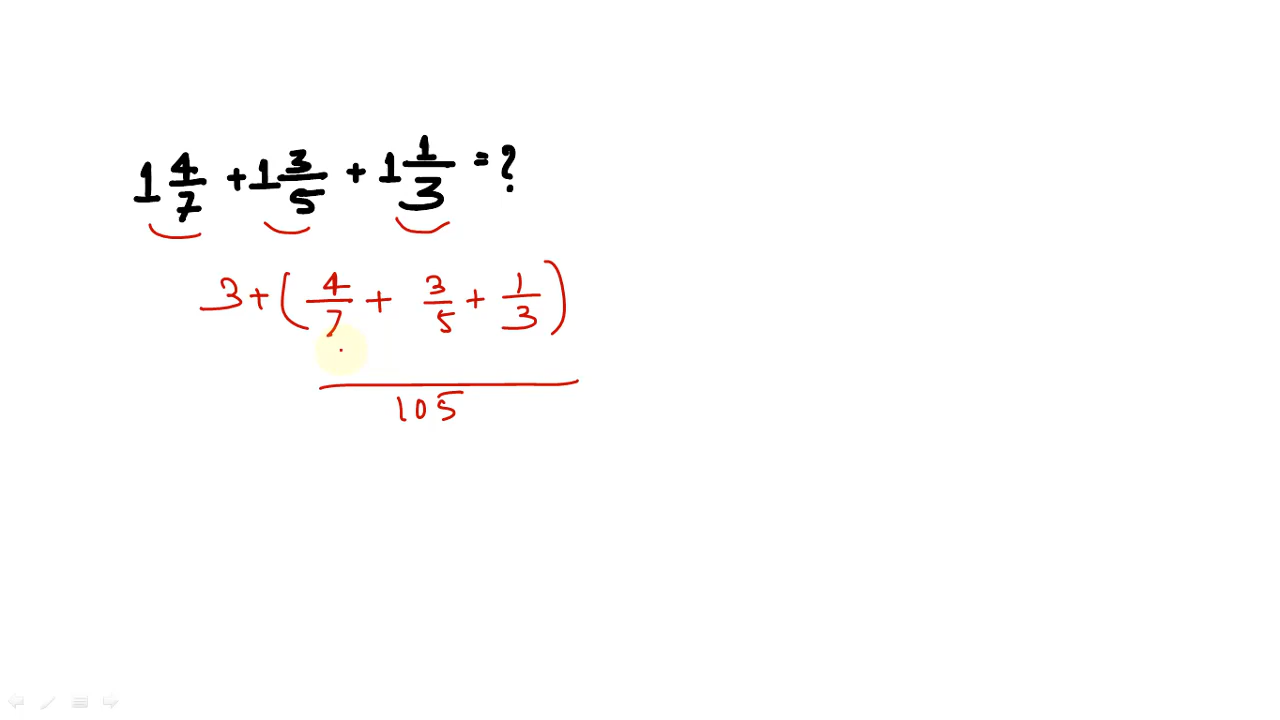 1 4/7 + 1 3/5 + 1 1/3 = ?
3 + ( 4/7 + 3/5 + 1/3 )
105